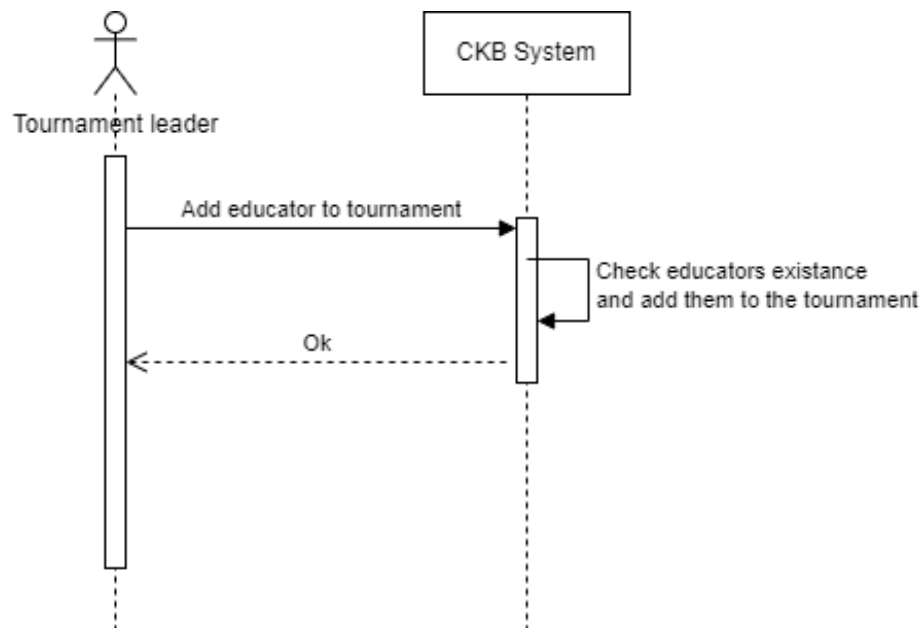 CKB System
Tournament leader
Add educator to tournament
Check educators existance
and add them to the tournament
Ok